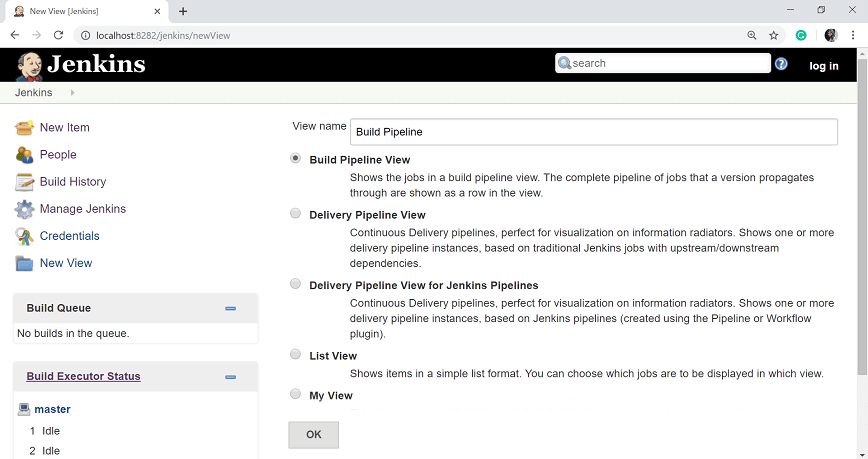 New View [Jenkins]
localhost:8282/jenkins/newView
Jenkins
search
log in
Jenkins
New Item
People
Build History
Manage Jenkins
Credentials
New View
Build Queue
No builds in the queue.
Build Executor Status
master
1 Idle
2 Idle
View name
Build Pipeline
Build Pipeline View
Shows the jobs in a build pipeline view. The complete pipeline of jobs that a version propagates
through are shown as a row in the view.
Delivery Pipeline View
Continuous Delivery pipelines, perfect for visualization on information radiators. Shows one or more
delivery pipeline instances, based on traditional Jenkins jobs with upstream/downstream
dependencies.
Delivery Pipeline View for Jenkins Pipelines
Continuous Delivery pipelines, perfect for visualization on information radiators. Shows one or more
delivery pipeline instances, based on Jenkins pipelines (created using the Pipeline or Workflow
plugin).
List View
Shows items in a simple list format. You can choose which jobs are to be displayed in which view.
My View
OK